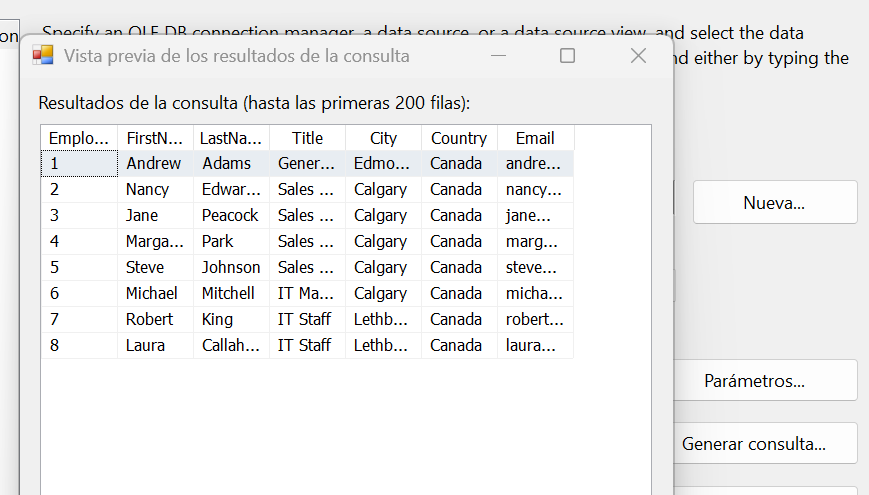 on
Specify an OLE DB connection manager, a data source, or a data source view, and select the data
nd either by typing the
Vista previa de los resultados de la consulta
Resultados de la consulta (hasta las primeras 200 filas):
Emplo... FirstN... LastNa... Title City Country Email
1 Andrew Adams Gener... Edmo... Canada andre...
2 Nancy Edwar... Sales ... Calgary Canada nancy...
3 Jane Peacock Sales ... Calgary Canada jane...
4 Marga... Park Sales ... Calgary Canada marg...
5 Steve Johnson Sales ... Calgary Canada steve...
6 Michael Mitchell IT Ma... Calgary Canada micha...
7 Robert King IT Staff Lethb... Canada robert...
8 Laura Callah... IT Staff Lethb... Canada laura...
Nueva...
Parámetros...
Generar consulta...